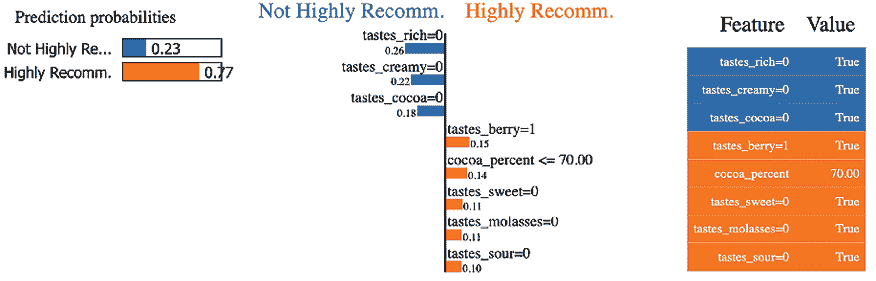 Prediction probabilities
Not Highly Re... 0.23
Highly Recomm. 0.77
Not Highly Recomm. Highly Recomm.
tastes_rich=0
0.26
tastes_creamy=0
0.22
tastes_cocoa=0
0.18
tastes_berry=1
0.15
cocoa_percent <= 70.00
0.14
tastes_sweet=0
0.11
tastes_molasses=0
0.11
tastes_sour=0
0.10
Feature Value
tastes_rich=0 True
tastes_creamy=0 True
tastes_cocoa=0 True
tastes_berry=1 True
cocoa_percent 70.00
tastes_sweet=0 True
tastes_molasses=0 True
tastes_sour=0 True